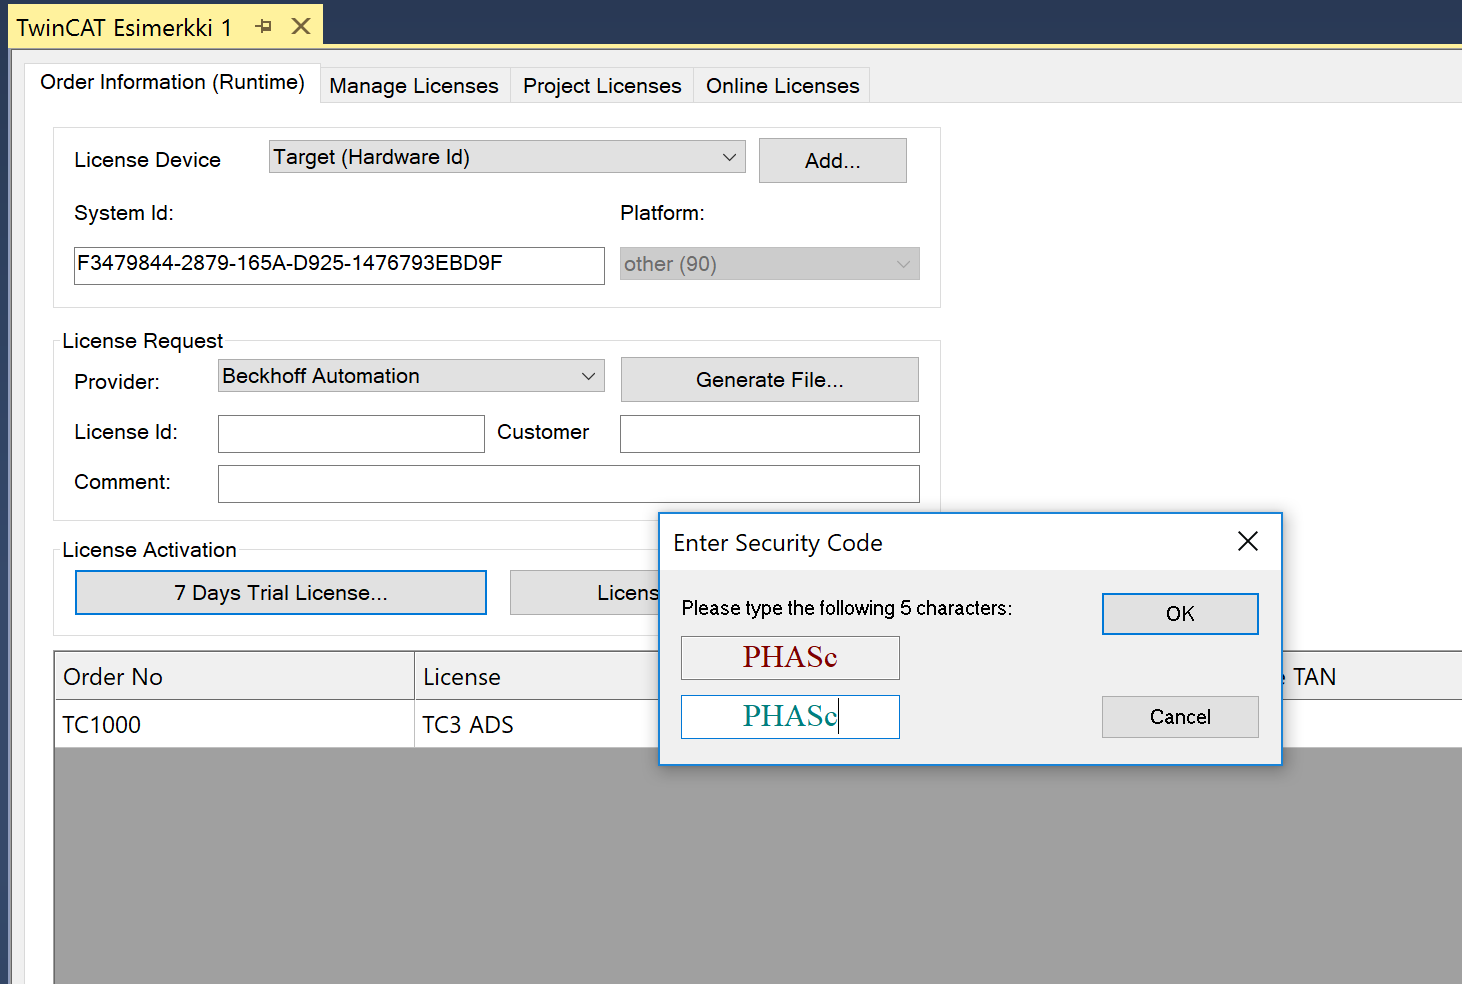 TwinCAT Esimerkki 1
Order Information (Runtime) Manage Licenses Project Licenses Online Licenses
License Device Target (Hardware Id) Add...
System Id: Platform:
F3479844-2879-165A-D925-1476793EBD9F other (90)
License Request
Provider: Beckhoff Automation Generate File...
License Id: Customer
Comment:
License Activation
7 Days Trial License... Licens
Enter Security Code
Please type the following 5 characters: OK
PHASc
PHASc Cancel
Order No License TAN
TC1000 TC3 ADS